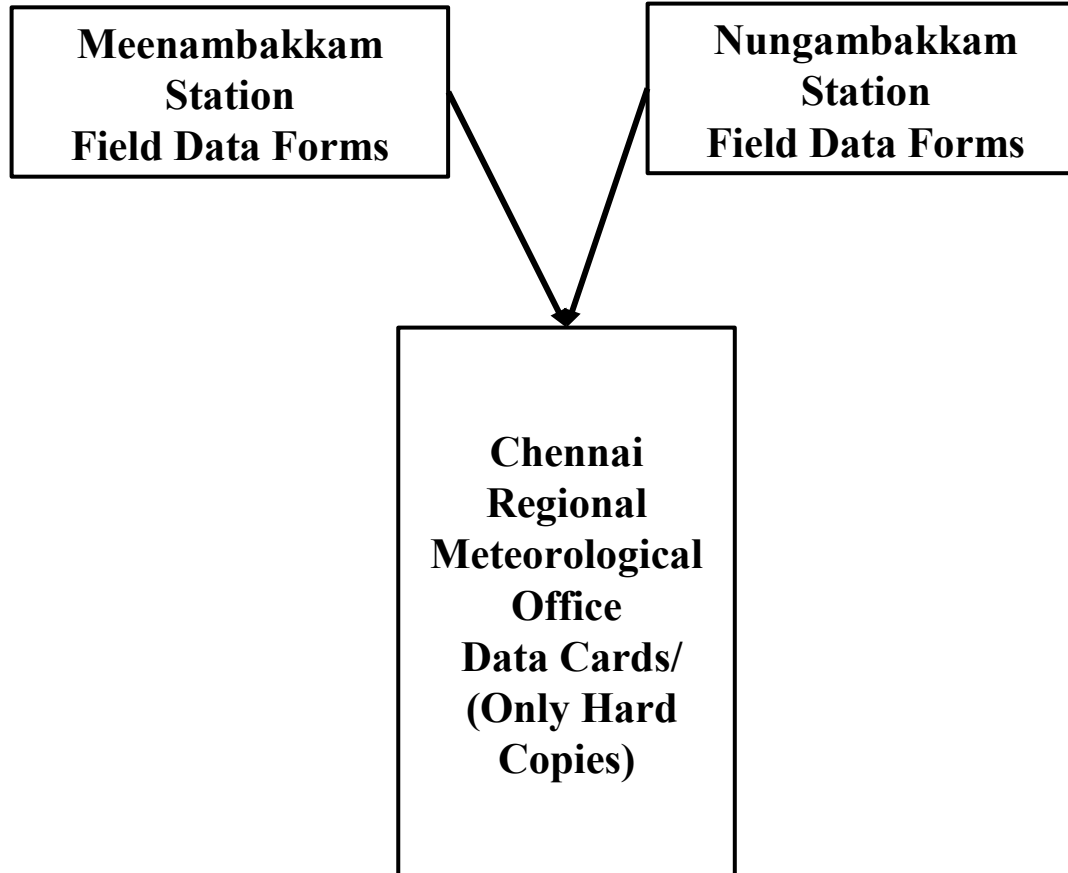 Meenambakkam
Station
Field Data Forms
Nungambakkam
Station
Field Data Forms
Chennai
Regional
Meteorological
Office
Data Cards/
(Only Hard
Copies)